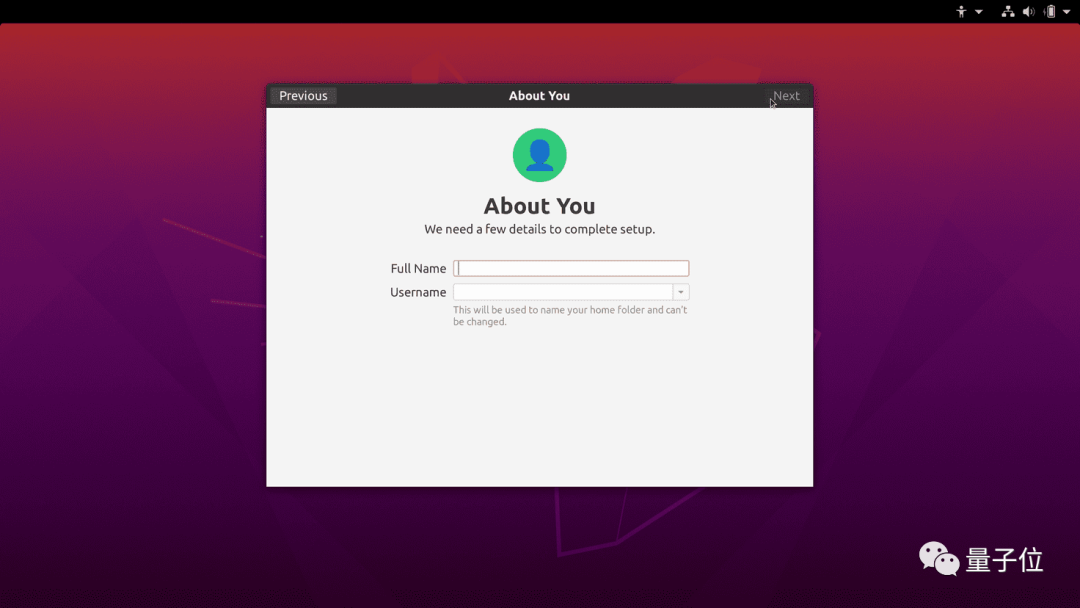 Previous
About You
Next
About You
We need a few details to complete setup.
Full Name
Username
This will be used to name your home folder and can't
be changed.
量子位